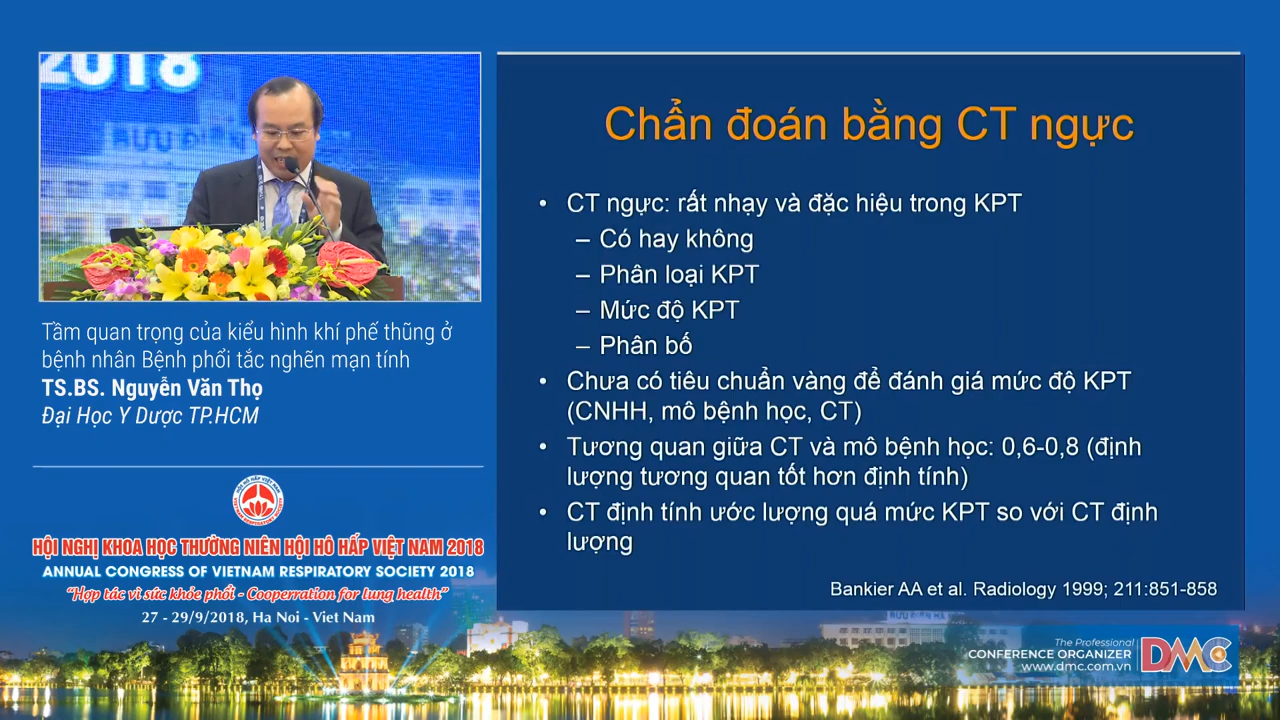 2018
BƯU ĐIỆN
Tầm quan trọng của kiểu hình khí phế thũng ở
bệnh nhân Bệnh phổi tắc nghẽn mạn tính
TS.BS. Nguyễn Văn Thọ
Đại Học Y Dược TP.HCM
HỘI NGHỊ KHOA HỌC THƯỜNG NIÊN HỘI HÔ HẤP VIỆT NAM 2018
ANNUAL CONGRESS OF VIETNAM RESPIRATORY SOCIETY 2018
“Hợp tác vì sức khỏe phổi - Cooperration for lung health”
27 - 29/9/2018, Ha Noi - Viet Nam
Chẩn đoán bằng CT ngực
• CT ngực: rất nhạy và đặc hiệu trong KPT
– Có hay không
– Phân loại KPT
– Mức độ KPT
– Phân bố
• Chưa có tiêu chuẩn vàng để đánh giá mức độ KPT
(CNHH, mô bệnh học, CT)
• Tương quan giữa CT và mô bệnh học: 0,6-0,8 (định
lượng tương quan tốt hơn định tính)
• CT định tính ước lượng quá mức KPT so với CT định
lượng
Bankier AA et al. Radiology 1999; 211:851-858
The Professional
CONFERENCE ORGANIZER
www.dmc.com.vn
DMC